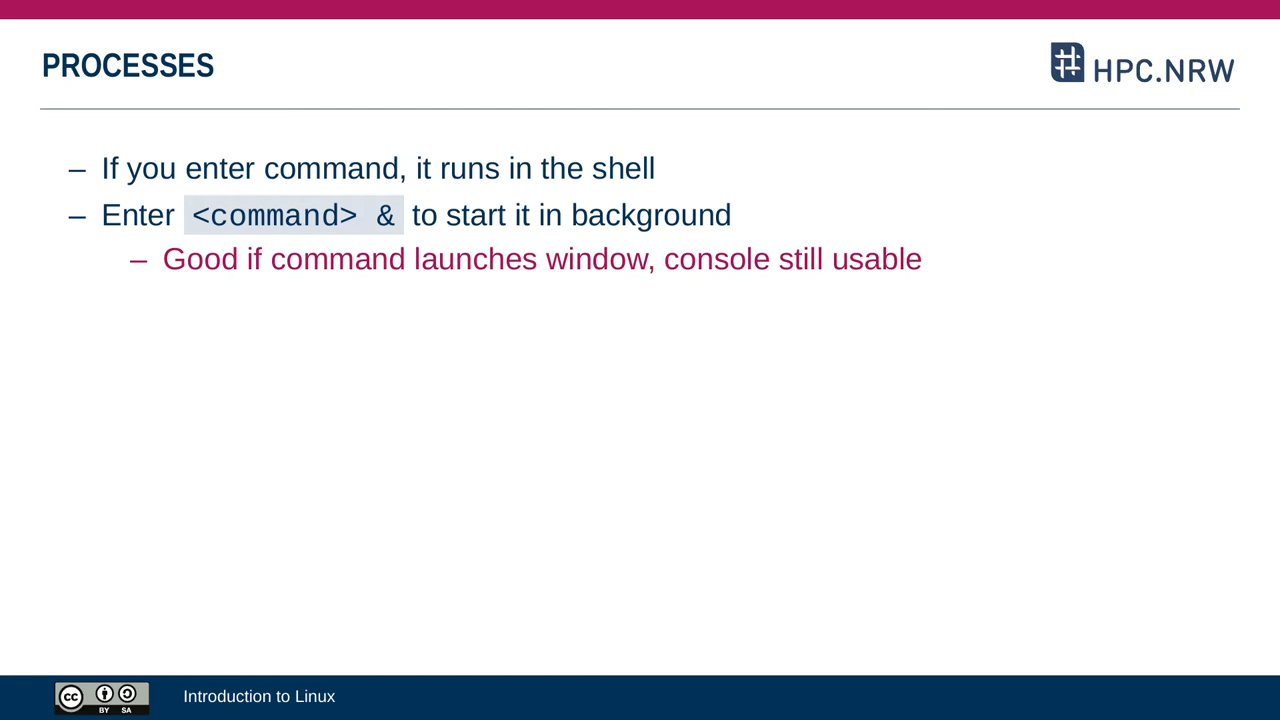 PROCESSES
HPC.NRW
– If you enter command, it runs in the shell
– Enter <command> & to start it in background
– Good if command launches window, console still usable
cc
BY SA
Introduction to Linux